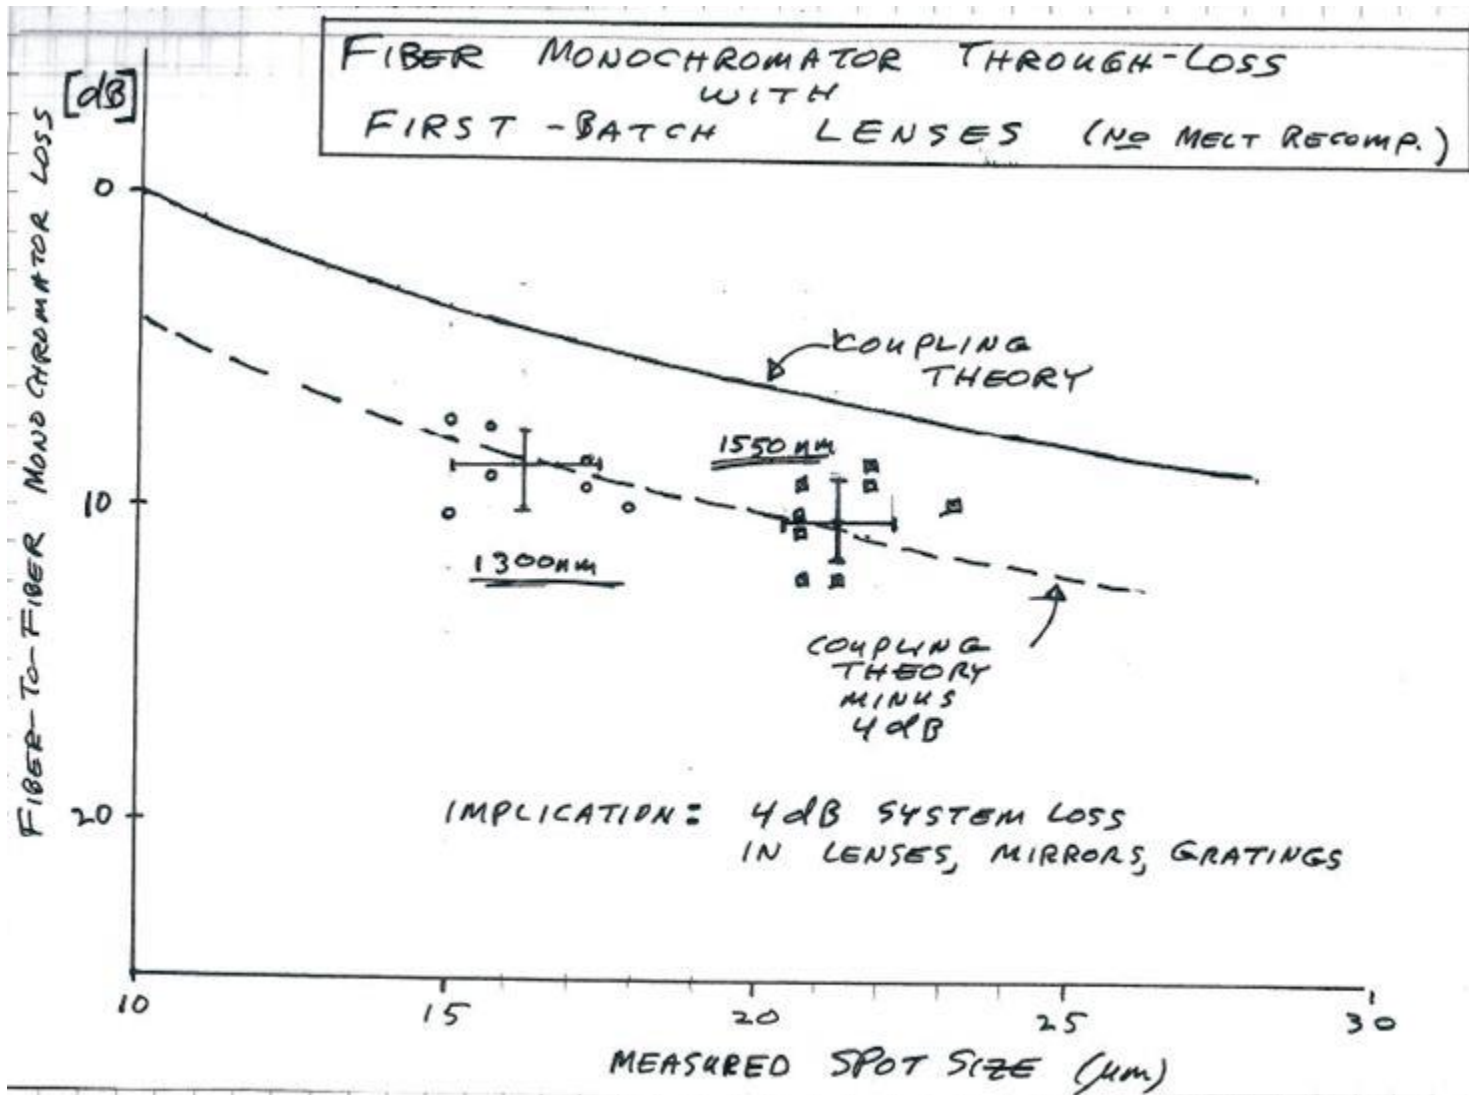 FIBER MONOCHROMATOR THROUGH-LOSS
WITH
FIRST-BATCH LENSES (NO MELT RECOMP.)
[dB]
FIBER-TO-FIBER MONOCHROMATOR LOSS
0
10
20
COUPLING
THEORY
1550nm
1300nm
COUPLING
THEORY
MINUS
4dB
IMPLICATION: 4dB SYSTEM LOSS
IN LENSES, MIRRORS, GRATINGS
10 15 20 25 30
MEASURED SPOT SIZE (μm)